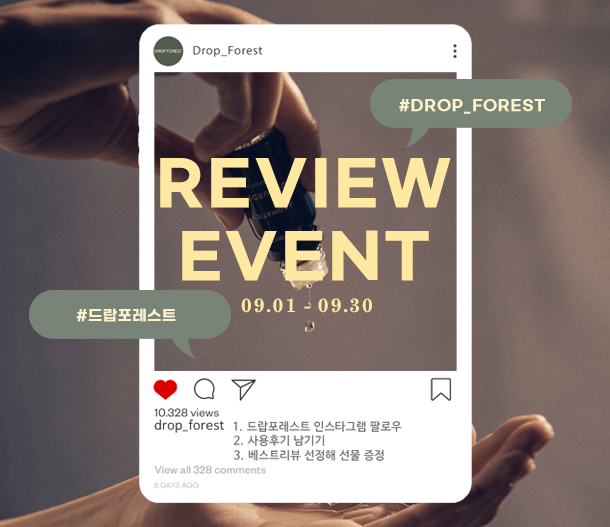 DROP FOREST
Drop_Forest
#DROP_FOREST
REVIEW
EVENT
09.01 - 09.30
#드랍포레스트
10.328 views
drop_forest 1. 드랍포레스트 인스타그램 팔로우
2. 사용후기 남기기
3. 베스트리뷰 선정해 선물 증정
View all 328 comments
5 DAYS AGO